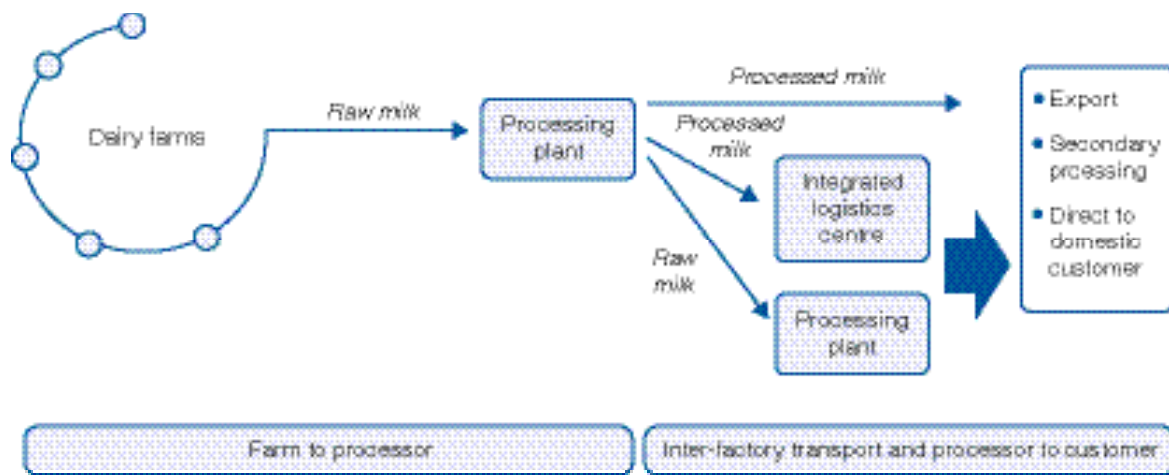 Dairy farms
Raw milk
Processing
plant
Processed milk
Processed
milk
Raw
milk
Integrated
logistics
centre
Processing
plant
Export
Secondary
prcessing
Direct to
domestic
customer
Farm to processor
Inter-factory transport and processor to customer